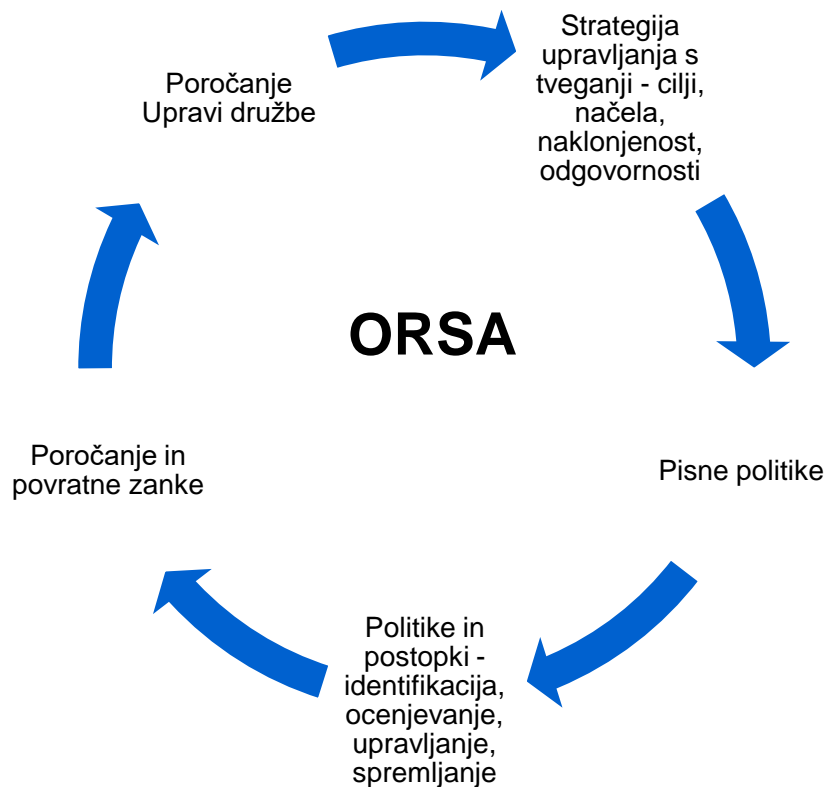 Poročanje
Upravi družbe
Strategija
upravljanja s
tveganji - cilji,
načela,
naklonjenost,
odgovornosti
ORSA
Poročanje in
povratne zanke
Pisne politike
Politike in
postopki -
identifikacija,
ocenjevanje,
upravljanje,
spremljanje